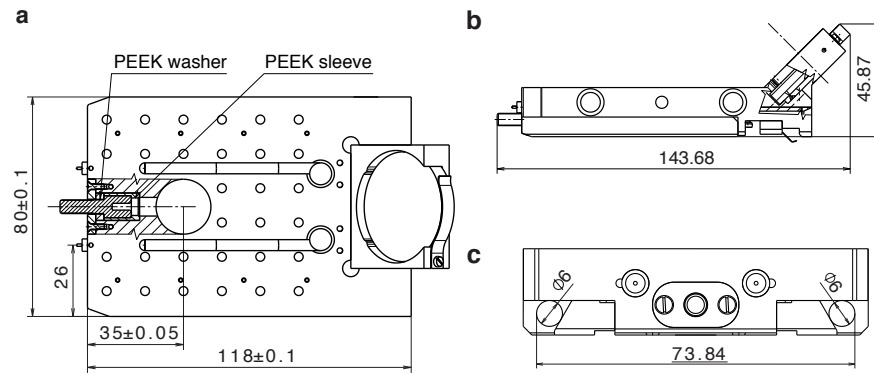 a
PEEK washer
PEEK sleeve
80±0.1
26
35±0.05
118±0.1
b
45.87
143.68
c
Ø6
Ø6
73.84